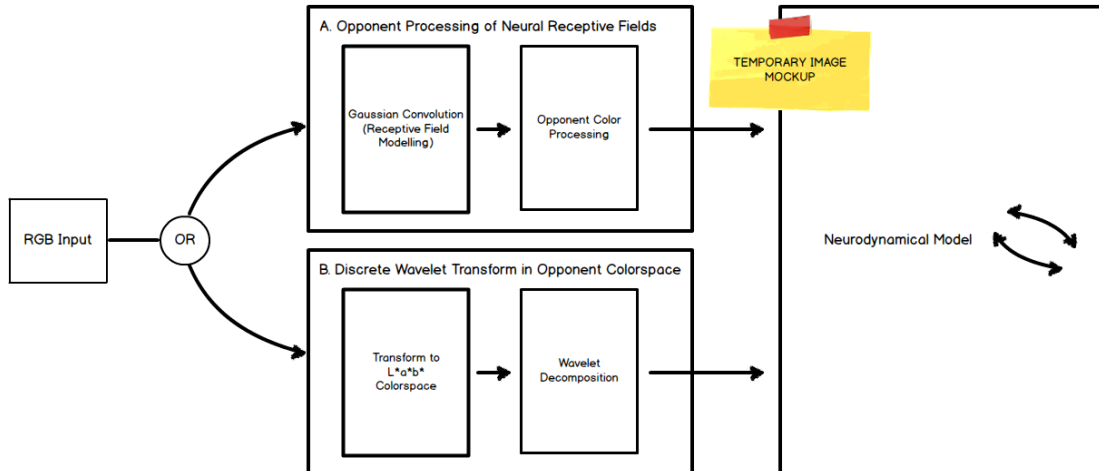 A. Opponent Processing of Neural Receptive Fields
TEMPORARY IMAGE
MOCKUP
Gaussian Convolution
(Receptive Field
Modelling)
Opponent Color
Processing
RGB Input
OR
Neurodynamical Model
B. Discrete Wavelet Transform in Opponent Colorspace
Transform to
L*a*b*
Colorspace
Wavelet
Decomposition